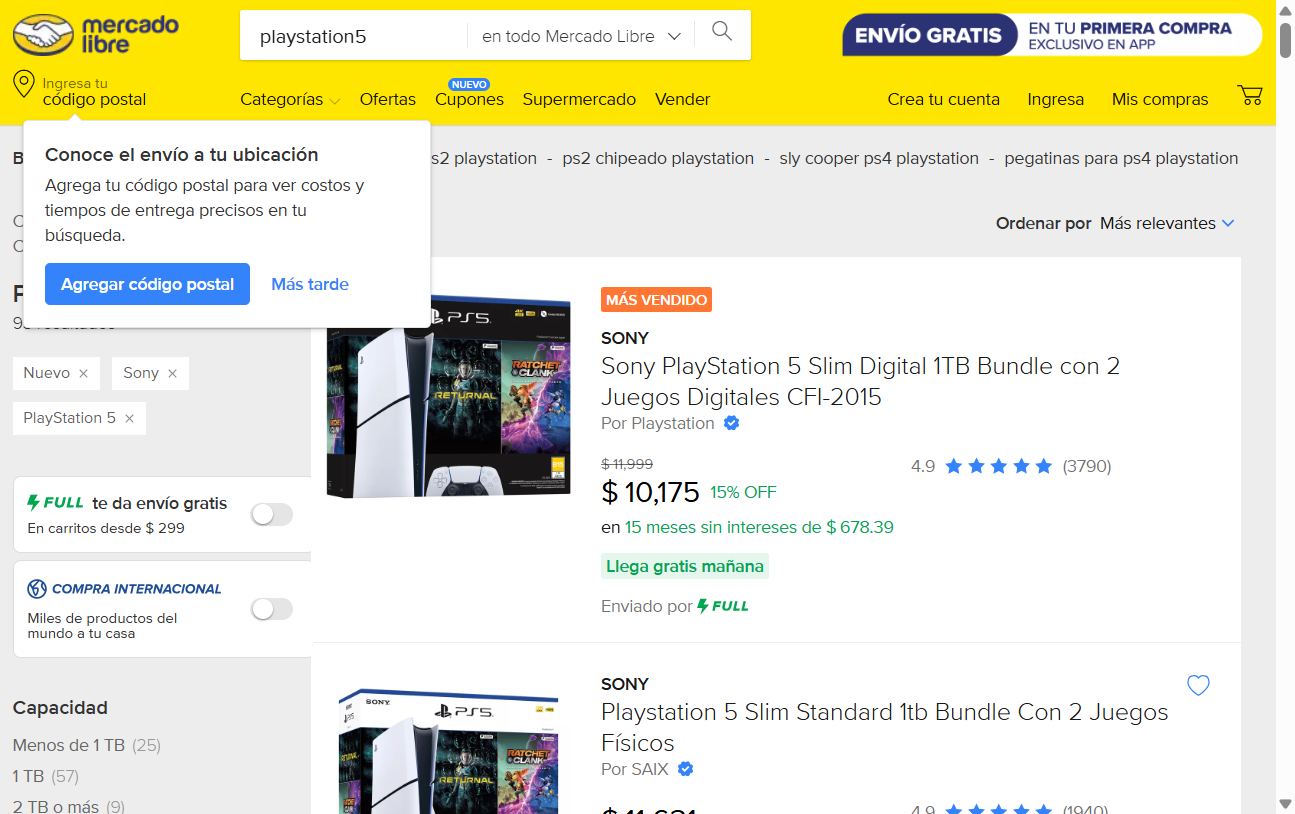 mercado
libre
playstation5
en todo Mercado Libre
ENVÍO GRATIS
EN TU PRIMERA COMPRA
EXCLUSIVO EN APP
Ingresa tu
código postal
Categorías
Ofertas
NUEVO
Cupones
Supermercado
Vender
Crea tu cuenta
Ingresa
Mis compras
Conoce el envío a tu ubicación
Agrega tu código postal para ver costos y
tiempos de entrega precisos en tu
búsqueda.
Agregar código postal
Más tarde
s2 playstation - ps2 chipeado playstation - sly cooper ps4 playstation - pegatinas para ps4 playstation
Ordenar por Más relevantes
Nuevo
Sony
PlayStation 5
FULL te da envío gratis
En carritos desde $ 299
COMPRA INTERNACIONAL
Miles de productos del
mundo a tu casa
Capacidad
Menos de 1 TB (25)
1 TB (57)
2 TB o más (9)
PS5
RETURNAL
RATCHET
CLANK
MÁS VENDIDO
SONY
Sony PlayStation 5 Slim Digital 1TB Bundle con 2
Juegos Digitales CFI-2015
Por Playstation
$ 11,999
$ 10,175 15% OFF
4.9 (3790)
en 15 meses sin intereses de $ 678.39
Llega gratis mañana
Enviado por FULL
SONY
PS5
RETURNAL
RATCHET
CLANK
SONY
Playstation 5 Slim Standard 1tb Bundle Con 2 Juegos
Físicos
Por SAIX
4.9 (1940)